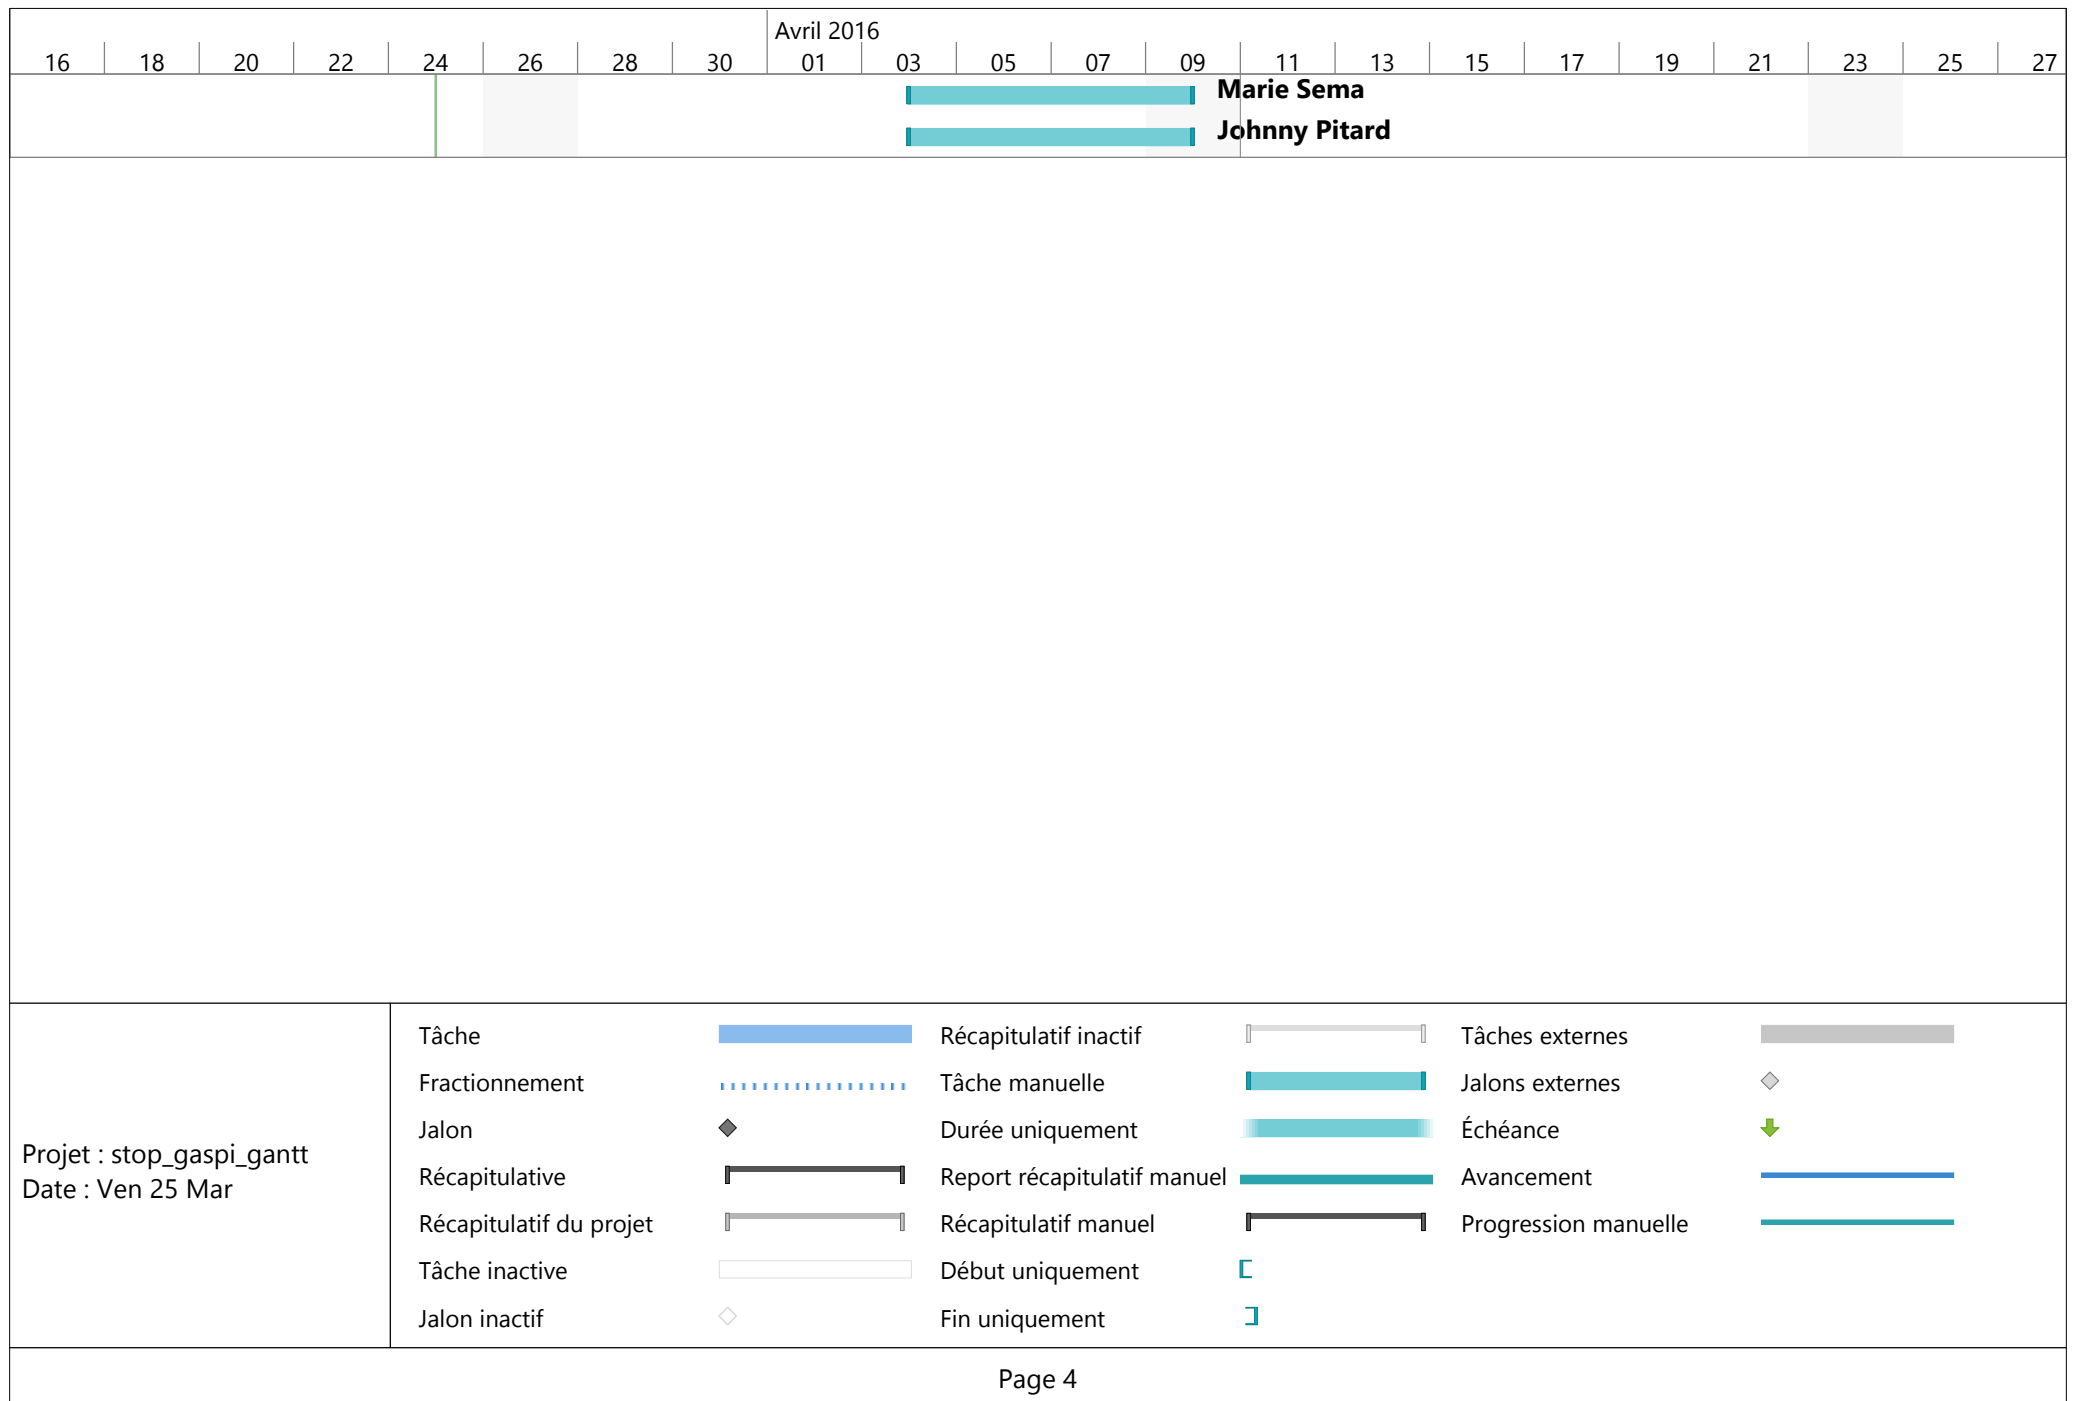 Avril 2016
16 18 20 22 24 26 28 30 01 03 05 07 09 11 13 15 17 19 21 23 25 27
Marie Sema
Johnny Pitard
Projet : stop_gaspi_gantt
Date : Ven 25 Mar
Tâche
Fractionnement
Jalon
Récapitulative
Récapitulatif du projet
Tâche inactive
Jalon inactif
Récapitulatif inactif
Tâche manuelle
Durée uniquement
Report récapitulatif manuel
Récapitulatif manuel
Début uniquement
Fin uniquement
Tâches externes
Jalons externes
Échéance
Avancement
Progression manuelle
Page 4